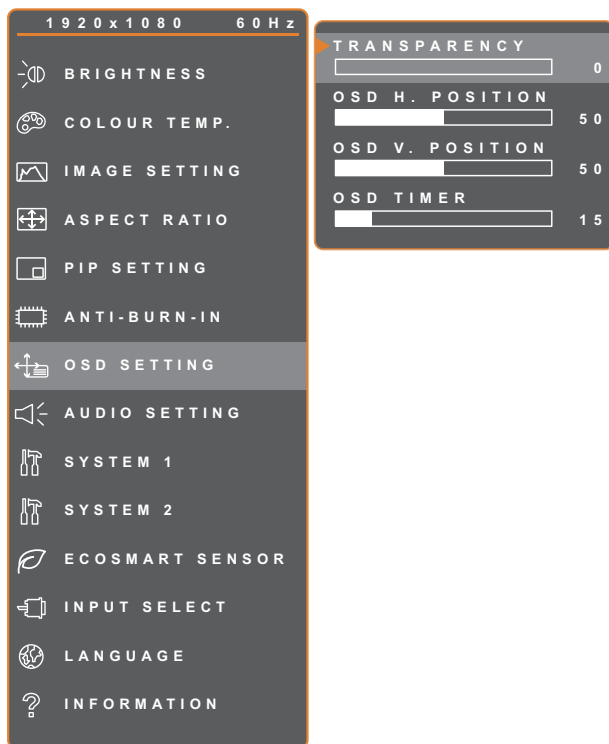 1920x1080 60Hz
BRIGHTNESS
COLOUR TEMP.
IMAGE SETTING
ASPECT RATIO
PIP SETTING
ANTI-BURN-IN
OSD SETTING
AUDIO SETTING
SYSTEM 1
SYSTEM 2
ECOSMART SENSOR
INPUT SELECT
LANGUAGE
INFORMATION
TRANSPARENCY
0
OSD H. POSITION
50
OSD V. POSITION
50
OSD TIMER
15